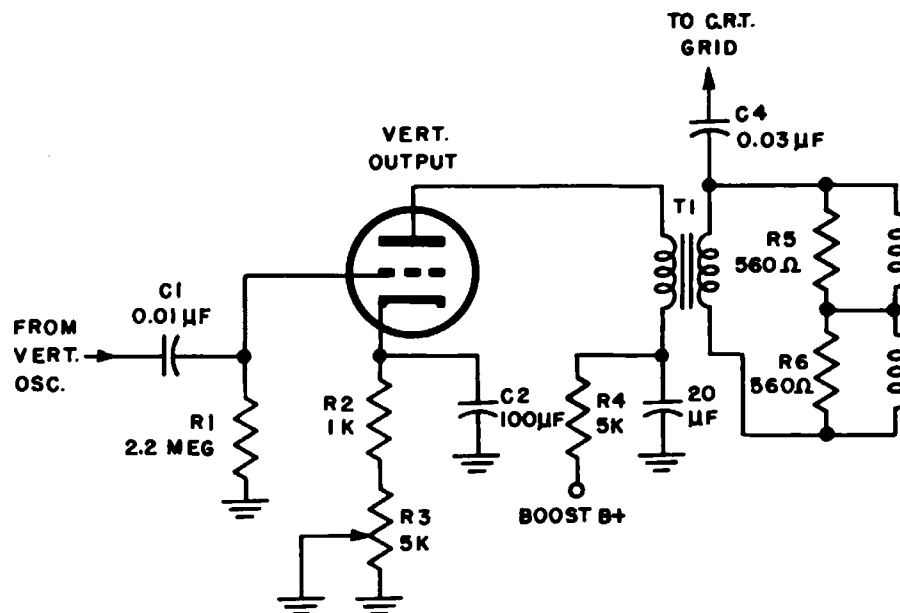 TO C.R.T.
GRID
C4
0.03µF
VERT.
OUTPUT
T1
R5
560Ω
C1
0.01µF
FROM
VERT.
OSC.
R6
560Ω
R1
2.2 MEG
R2
1K
C2
100µF
R4
5K
20
µF
R3
5K
BOOST B+